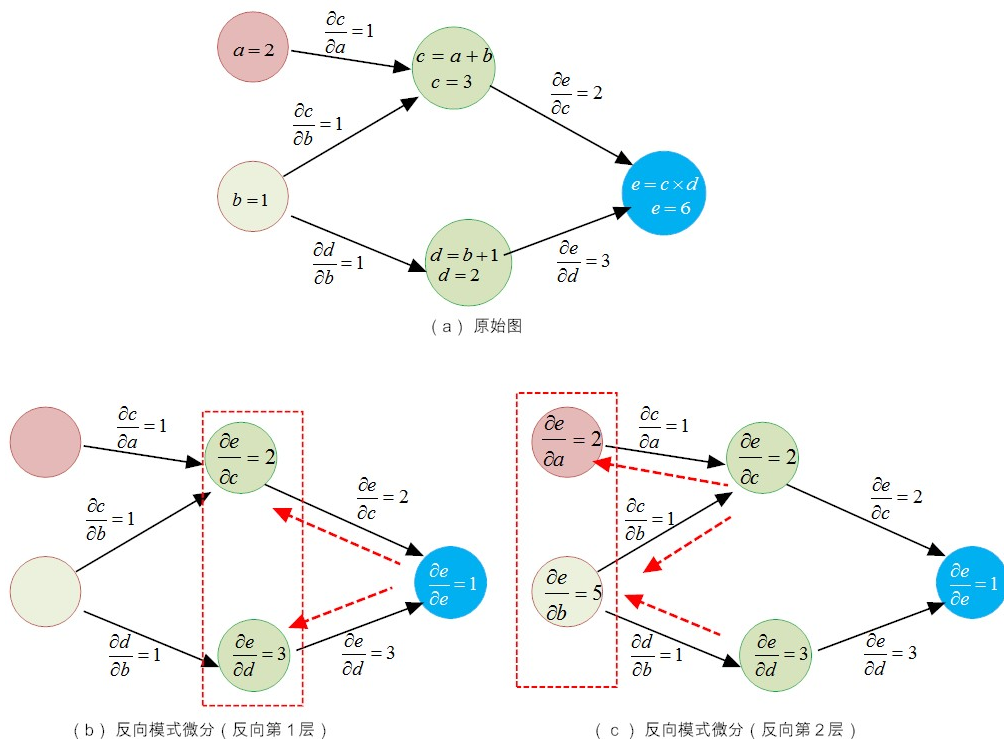 ∂c/∂a = 1
a = 2
c = a + b
c = 3
∂c/∂b = 1
∂e/∂c = 2
b = 1
e = c × d
e = 6
∂d/∂b = 1
d = b + 1
d = 2
∂e/∂d = 3
(a) 原始图
∂c/∂a = 1
∂e/∂c = 2
∂c/∂b = 1
∂e/∂c = 2
∂e/∂e = 1
∂d/∂b = 1
∂e/∂d = 3
∂e/∂d = 3
(b) 反向模式微分(反向第1层)
∂e/∂a = 2
∂c/∂a = 1
∂e/∂c = 2
∂c/∂b = 1
∂e/∂c = 2
∂e/∂b = 5
∂e/∂e = 1
∂d/∂b = 1
∂e/∂d = 3
∂e/∂d = 3
(c) 反向模式微分(反向第2层)